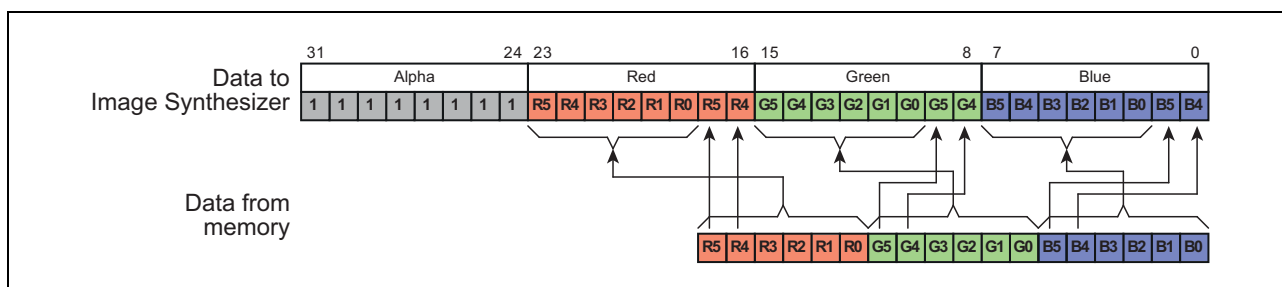 31 24 23 16 15 8 7 0
Alpha Red Green Blue
Data to
Image Synthesizer
1 1 1 1 1 1 1 1 R5 R4 R3 R2 R1 R0 R5 R4 G5 G4 G3 G2 G1 G0 G5 G4 B5 B4 B3 B2 B1 B0 B5 B4
Data from
memory
R5 R4 R3 R2 R1 R0 G5 G4 G3 G2 G1 G0 B5 B4 B3 B2 B1 B0